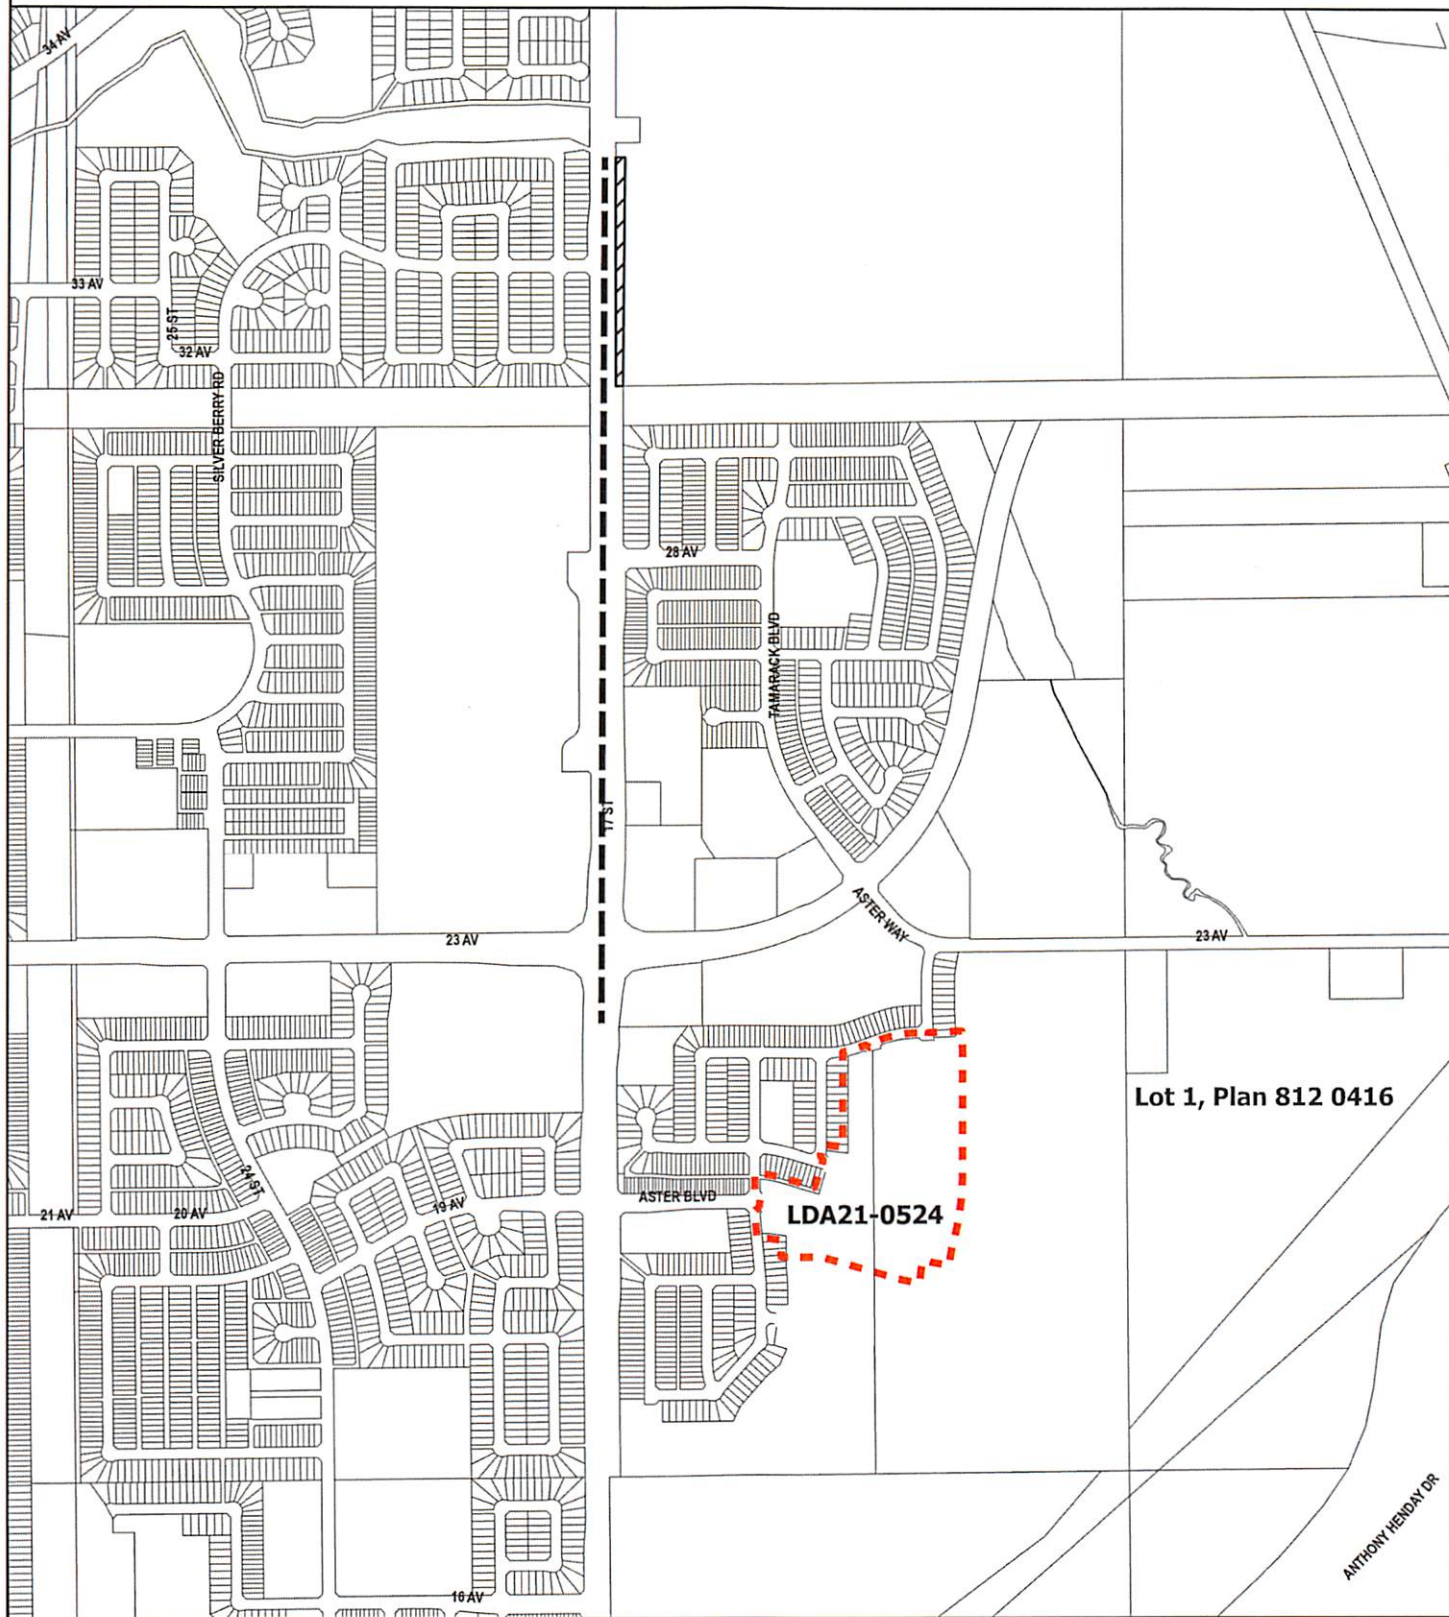 34 AV
33 AV
25 ST
32 AV
SILVER BERRY RD
28 AV
TAMARACK BLVD
17 ST
ASTER WAY
23 AV
23 AV
Lot 1, Plan 812 0416
24 ST
19 AV
ASTER BLVD
21 AV
20 AV
LDA21-0524
ANTHONY HENDAY DR
16 AV